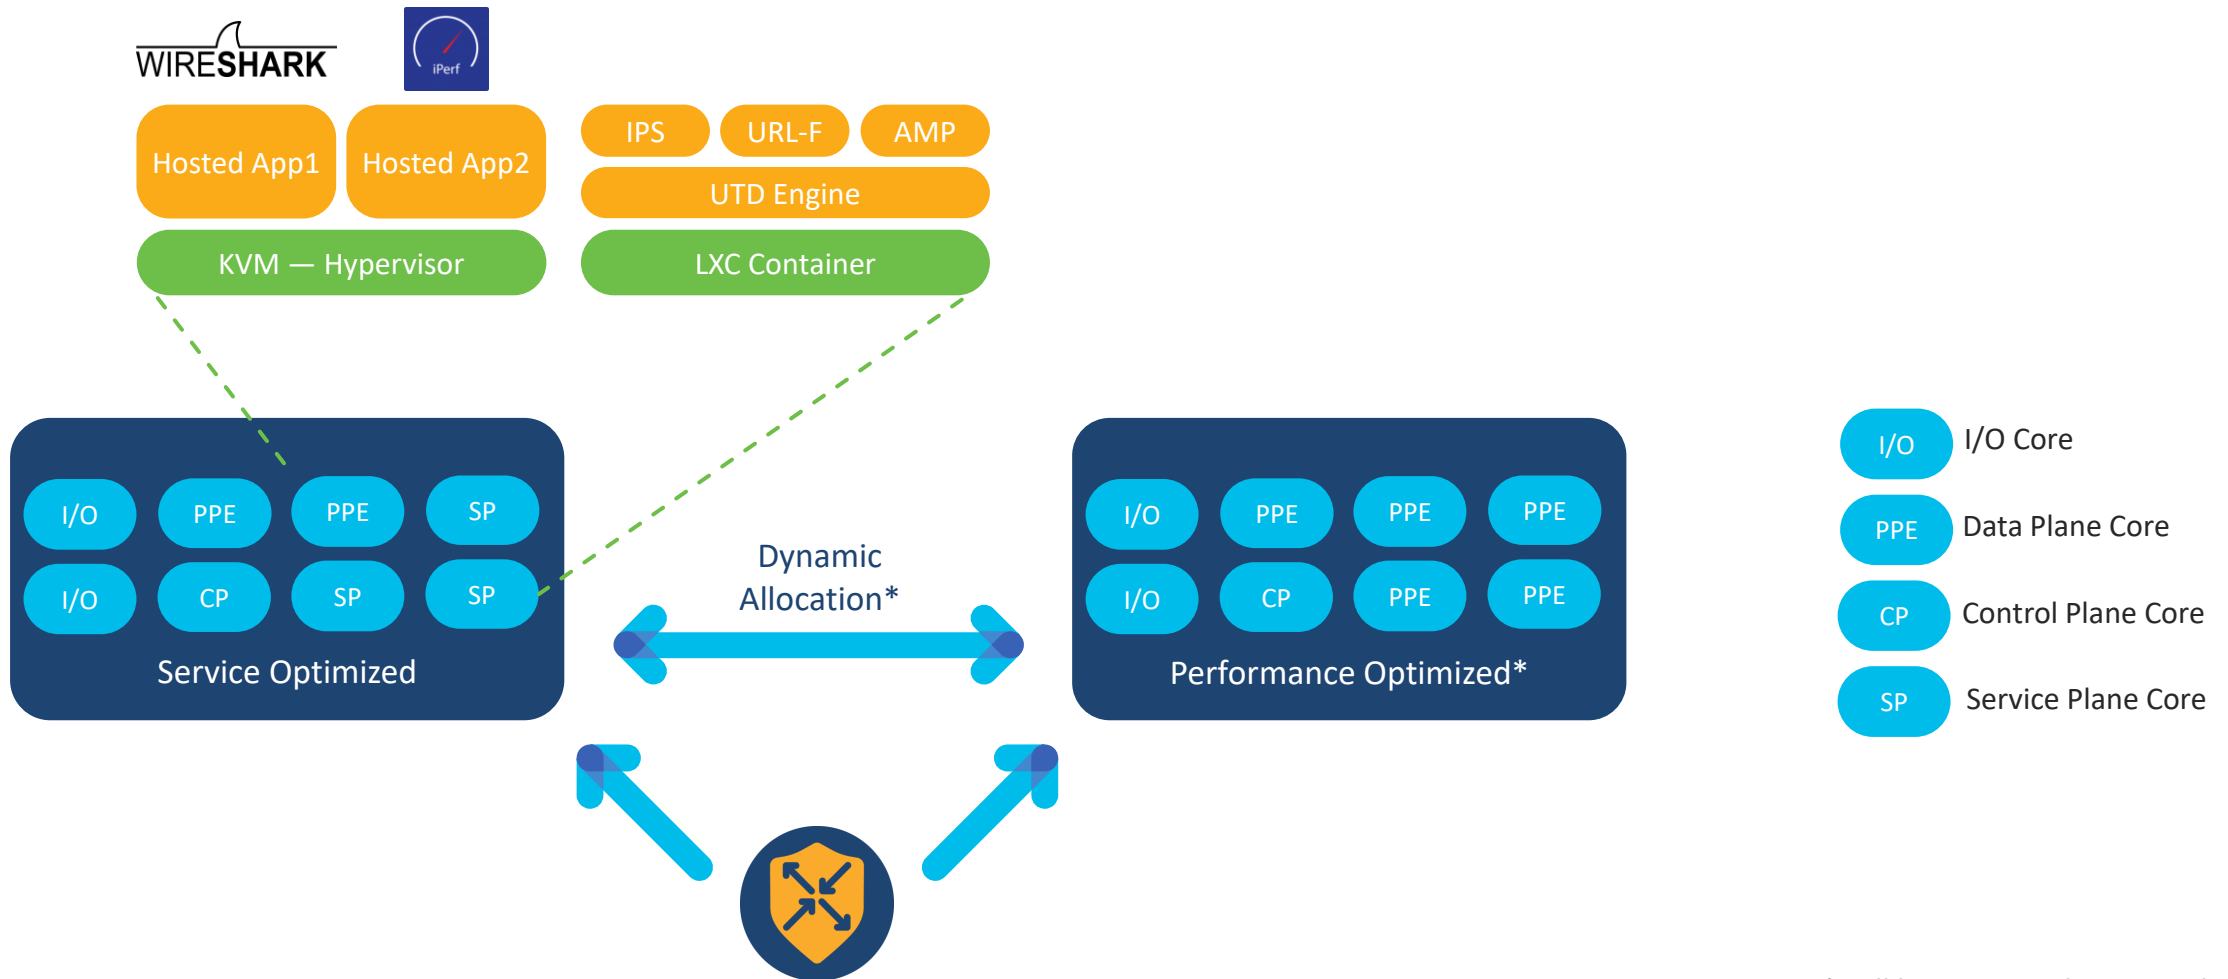 WIRESHARK
iPerf
Hosted App1
Hosted App2
IPS
URL-F
AMP
UTD Engine
KVM — Hypervisor
LXC Container
I/O
PPE
PPE
SP
I/O
CP
SP
SP
Service Optimized
Dynamic
Allocation*
I/O
PPE
PPE
PPE
I/O
CP
PPE
PPE
Performance Optimized*
I/O
I/O Core
PPE
Data Plane Core
CP
Control Plane Core
SP
Service Plane Core